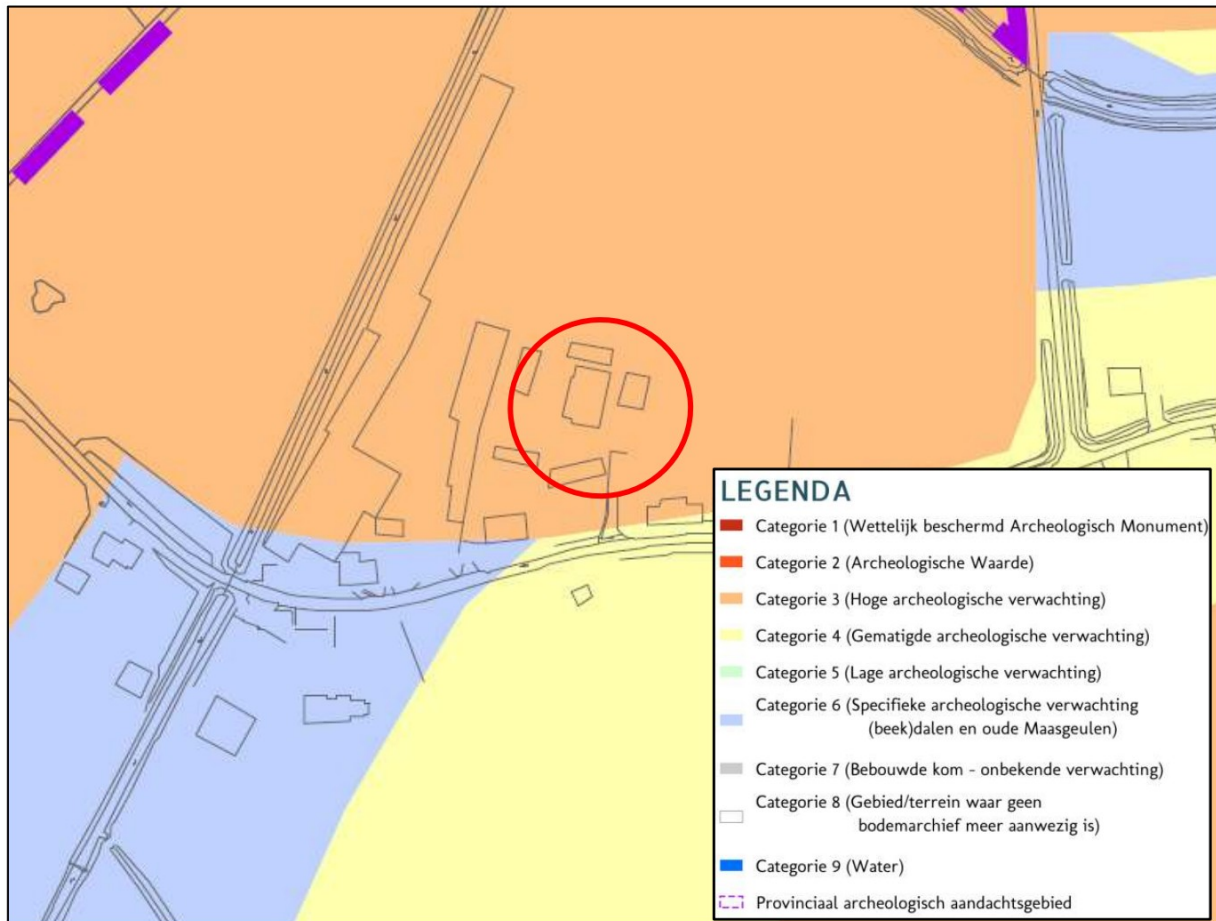 LEGENDA
Categorie 1 (Wettelijk beschermd Archeologisch Monument)
Categorie 2 (Archeologische Waarde)
Categorie 3 (Hoge archeologische verwachting)
Categorie 4 (Gematigde archeologische verwachting)
Categorie 5 (Lage archeologische verwachting)
Categorie 6 (Specifieke archeologische verwachting
(beek)dalen en oude Maasgeulen)
Categorie 7 (Bebouwde kom - onbekende verwachting)
Categorie 8 (Gebied/terrein waar geen
bodemarchief meer aanwezig is)
Categorie 9 (Water)
Provinciaal archeologisch aandachtsgebied